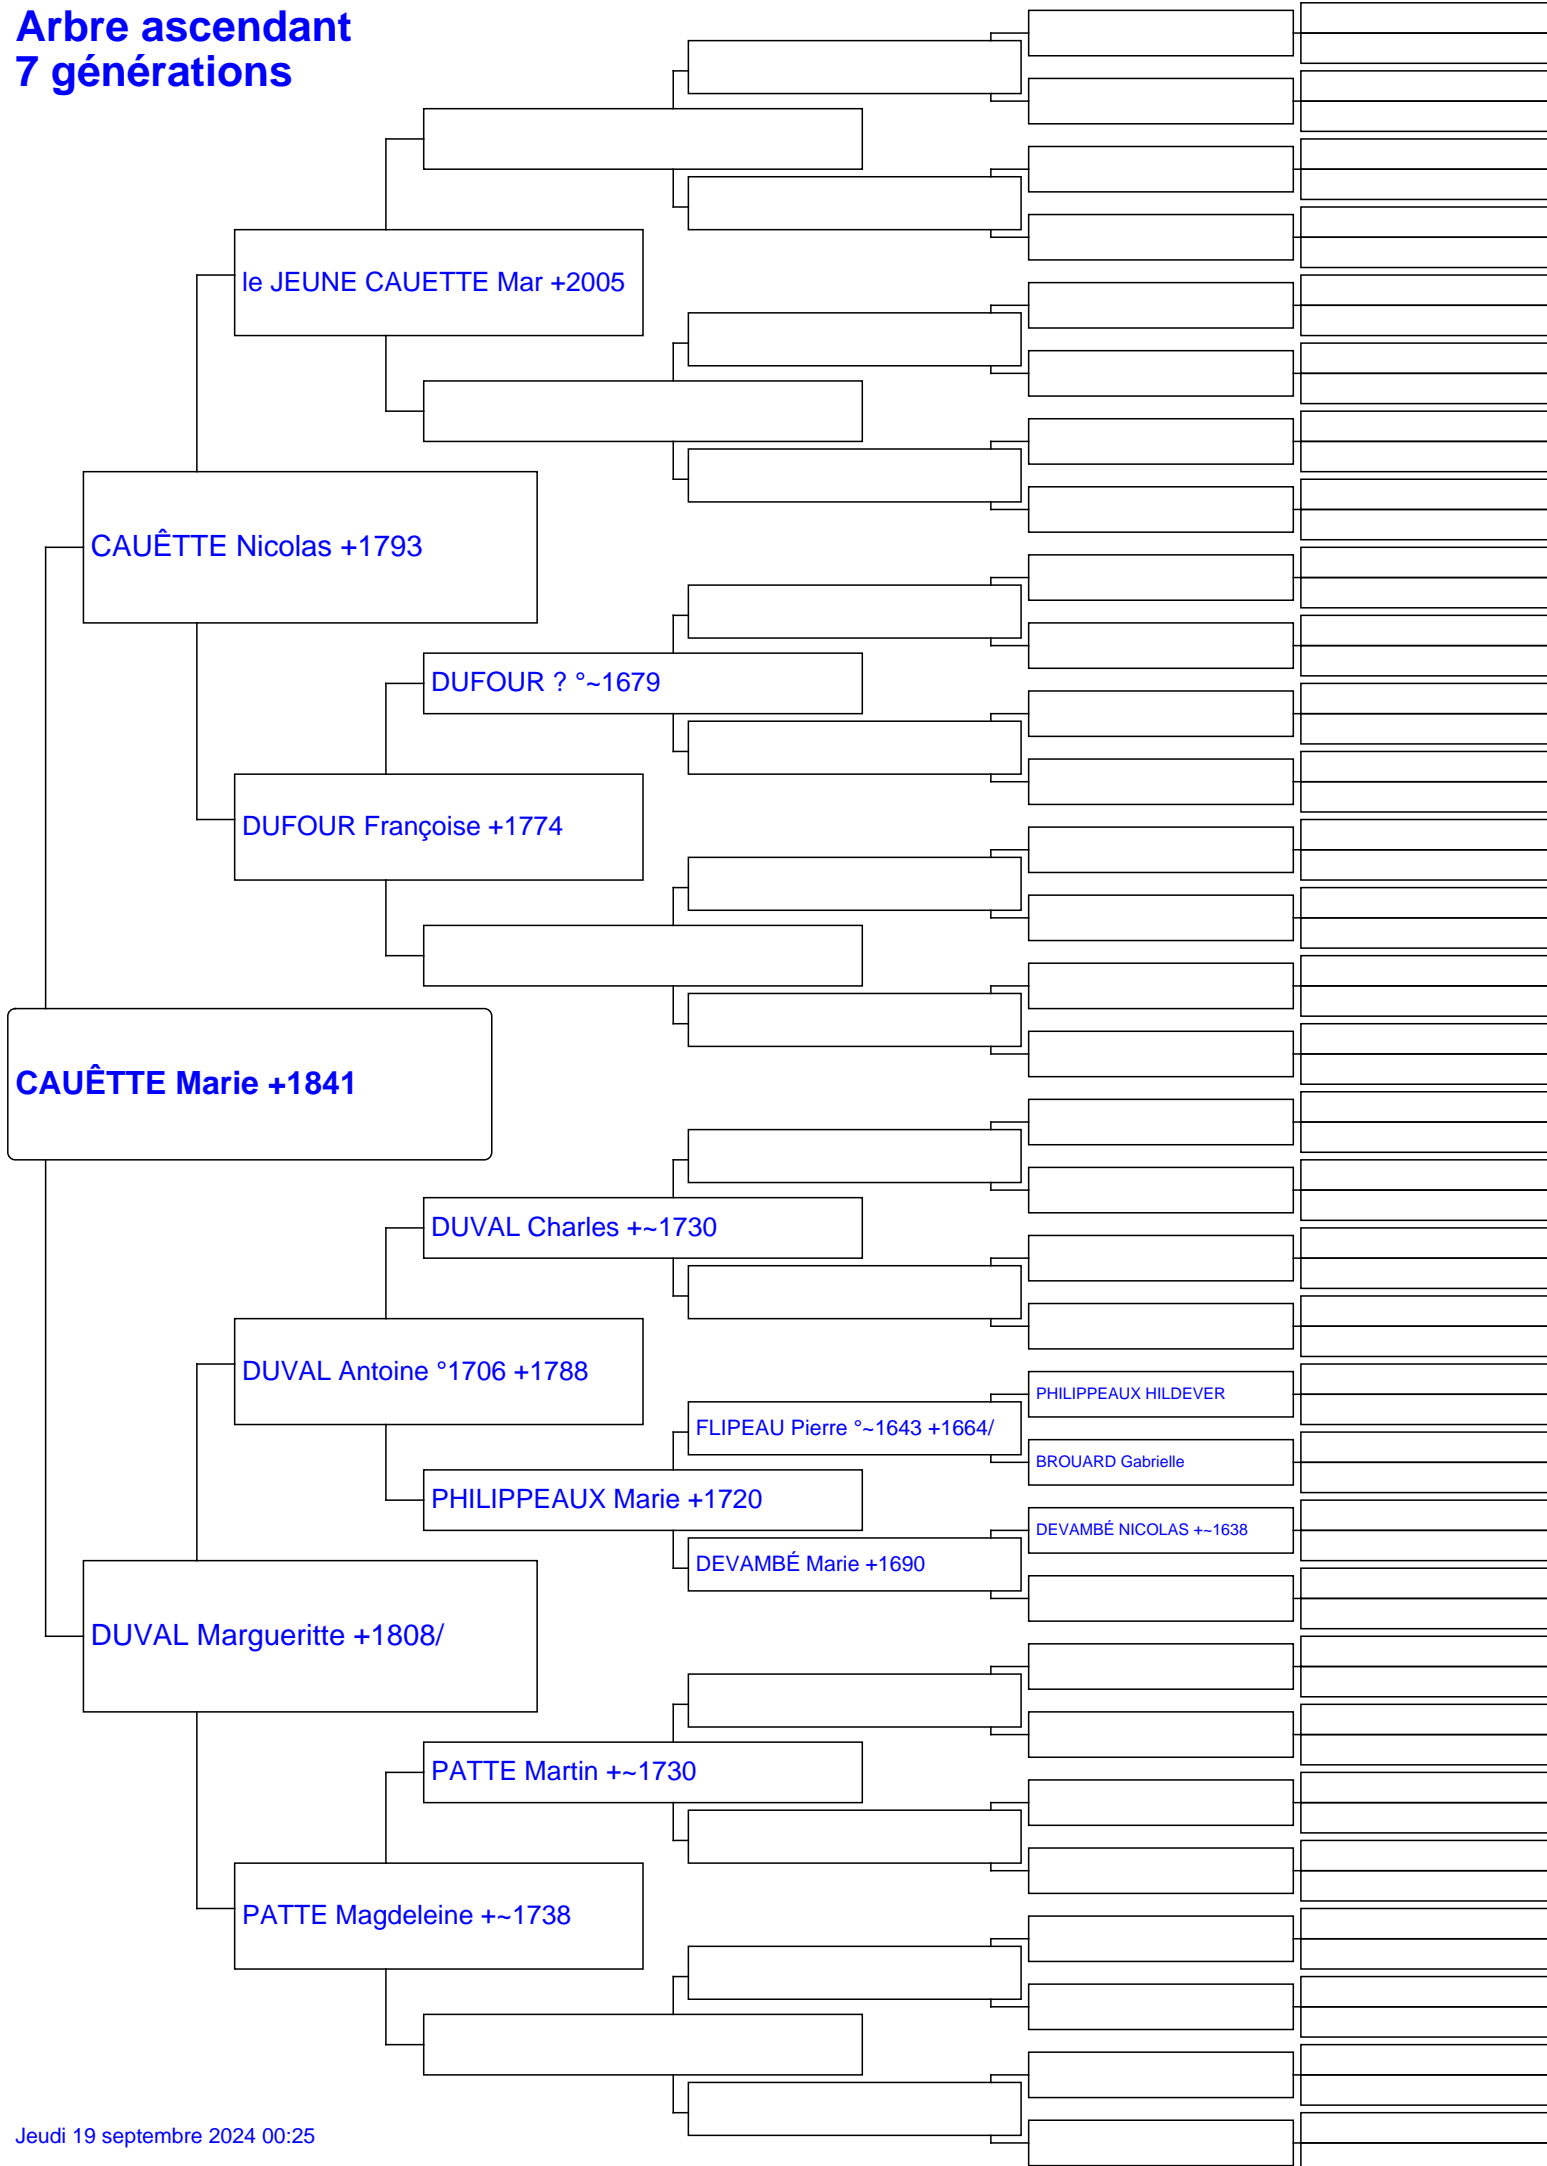 Arbre ascendant
7 générations
le JEUNE CAUETTE Mar +2005
CAUÊTTE Nicolas +1793
DUFOUR ? °~1679
DUFOUR Françoise +1774
CAUÊTTE Marie +1841
DUVAL Charles +~1730
DUVAL Antoine °1706 +1788
PHILIPPEAUX HILDEVER
FLIPEAU Pierre °~1643 +1664/
BROUARD Gabrielle
PHILIPPEAUX Marie +1720
DEVAMBÉ NICOLAS +~1638
DEVAMBÉ Marie +1690
DUVAL Margueritte +1808/
PATTE Martin +~1730
PATTE Magdeleine +~1738
Jeudi 19 septembre 2024 00:25